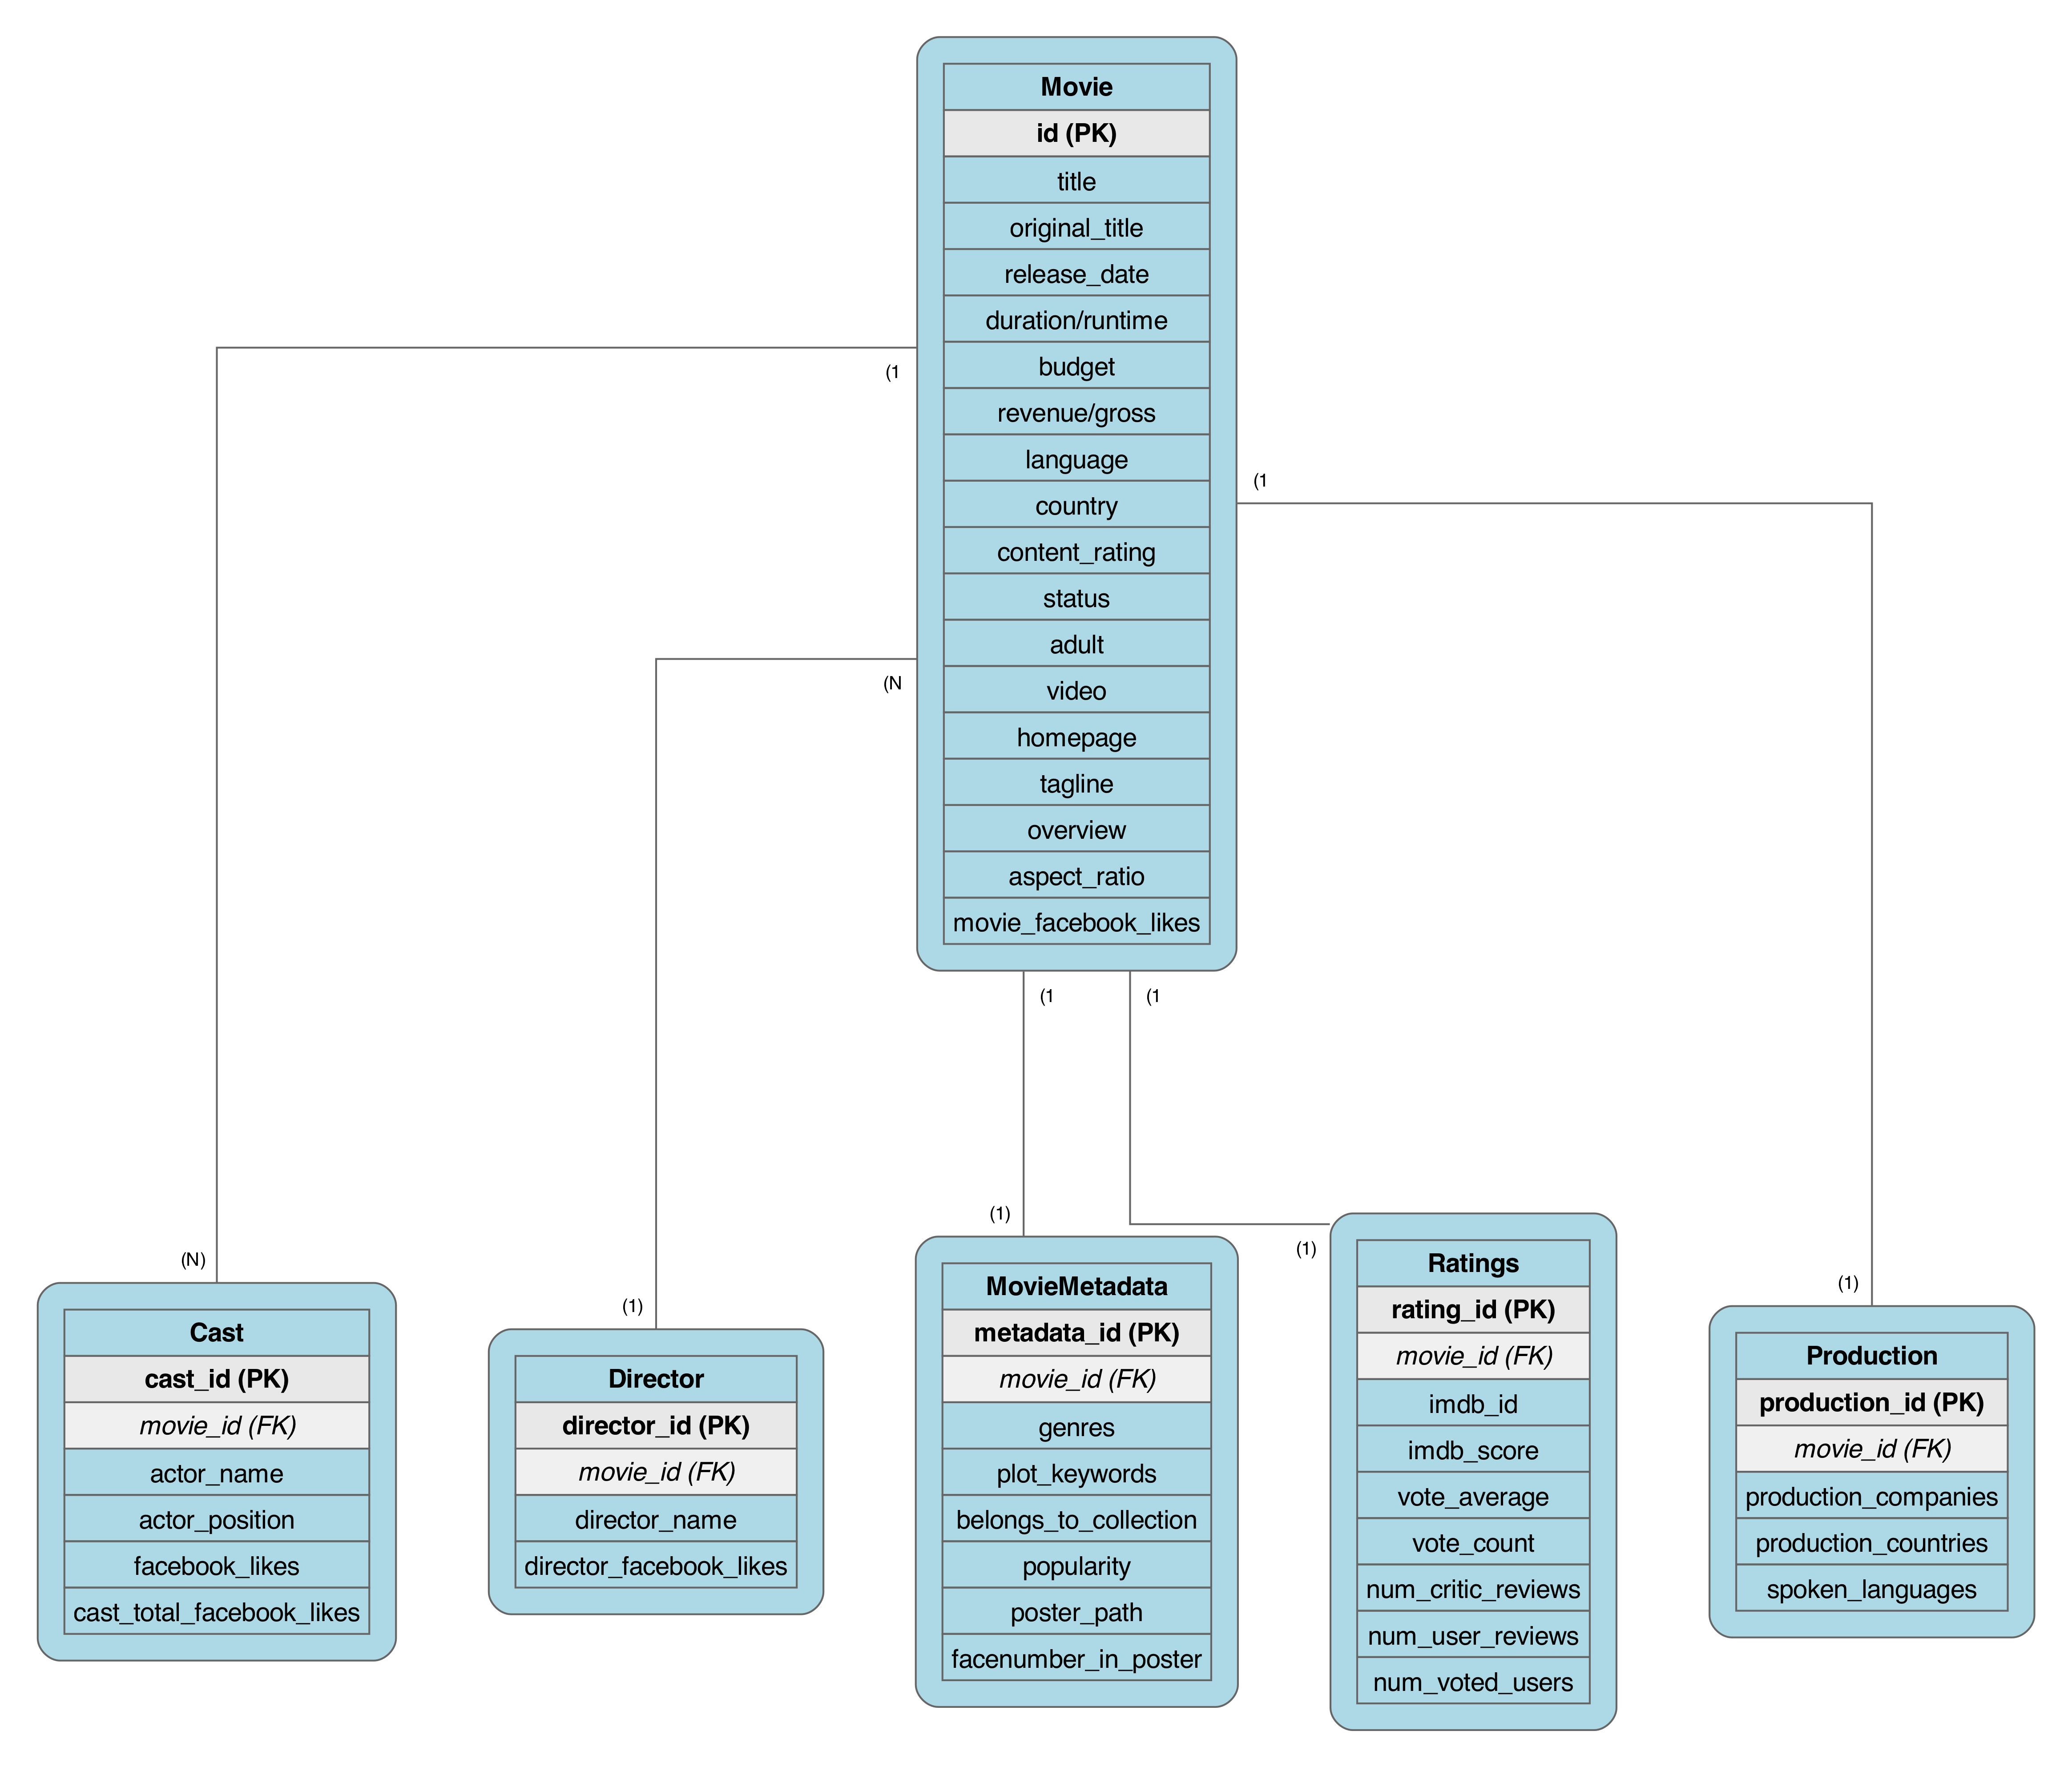 Movie
id (PK)
title
original_title
release_date
duration/runtime
budget
revenue/gross
language
country
content_rating
status
adult
video
homepage
tagline
overview
aspect_ratio
movie_facebook_likes
(1
(N
(1
(1
(1
(N)
(1)
(1)
(1)
(1)
Cast
cast_id (PK)
movie_id (FK)
actor_name
actor_position
facebook_likes
cast_total_facebook_likes
Director
director_id (PK)
movie_id (FK)
director_name
director_facebook_likes
MovieMetadata
metadata_id (PK)
movie_id (FK)
genres
plot_keywords
belongs_to_collection
popularity
poster_path
facenumber_in_poster
Ratings
rating_id (PK)
movie_id (FK)
imdb_id
imdb_score
vote_average
vote_count
num_critic_reviews
num_user_reviews
num_voted_users
Production
production_id (PK)
movie_id (FK)
production_companies
production_countries
spoken_languages